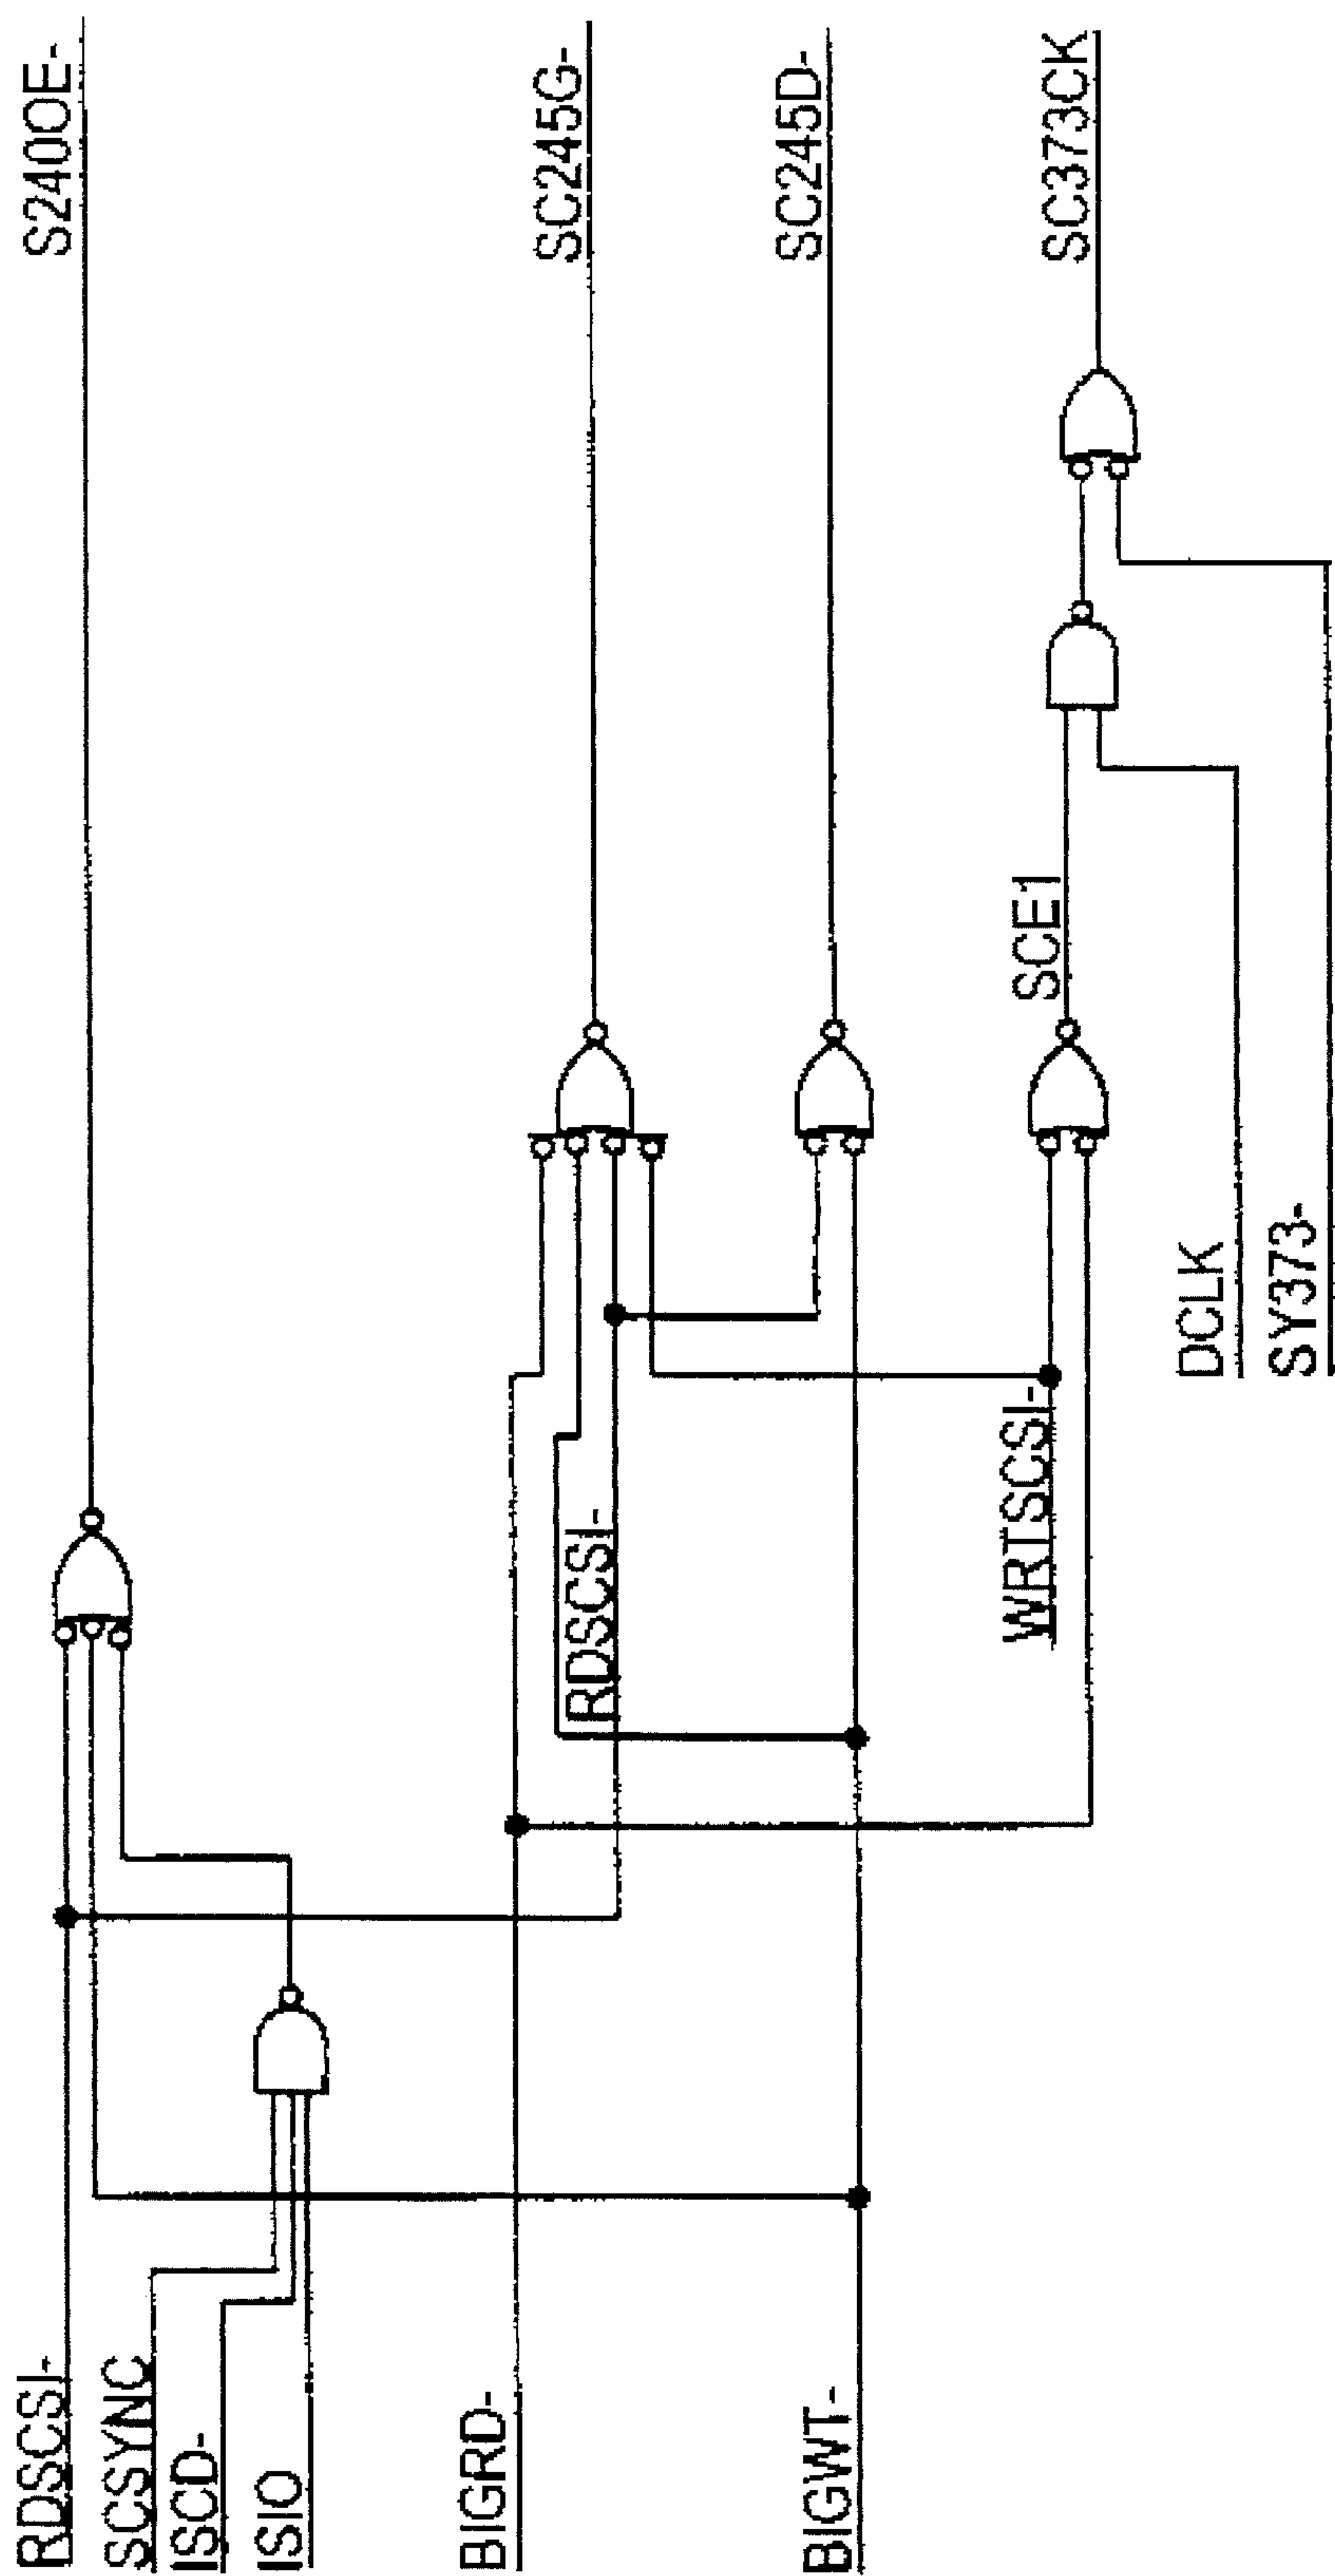 RDSCSI-
SCSYNC
ISCD-
ISIO
BIGRD-
BIGWT-
RDSCSI-
WRTSCSI-
DCLK
SY373-
SCE1
S240OE-
SC245G-
SC245D-
SC373CK